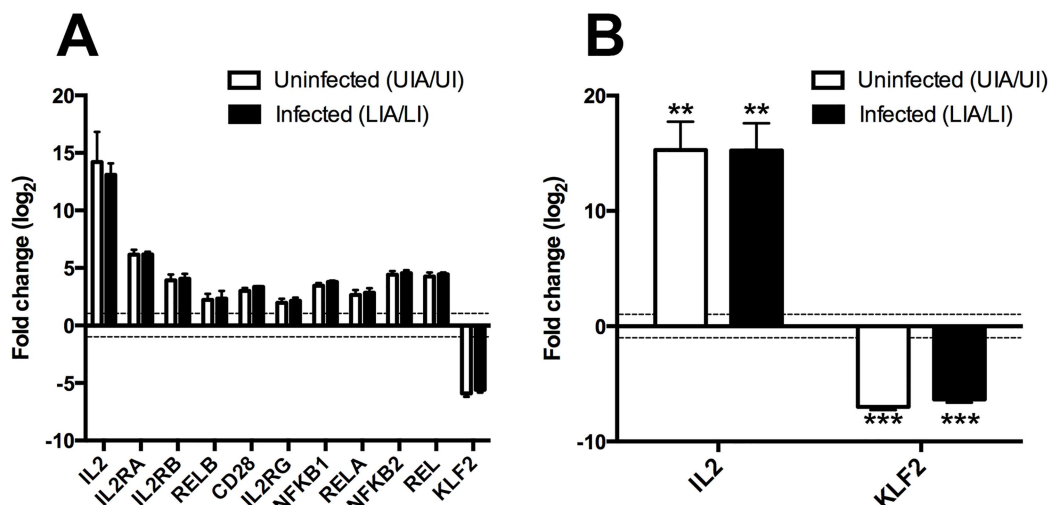 A
Uninfected (UIA/UI)
Infected (LIA/LI)
Fold change (log2)
20
15
10
5
0
-5
-10
IL2
IL2RA
IL2RB
RELB
CD28
IL2RG
NFKB1
RELA
NFKB2
REL
KLF2
B
Uninfected (UIA/UI)
Infected (LIA/LI)
Fold change (log2)
20
10
0
-10
** **
*** ***
IL2
KLF2